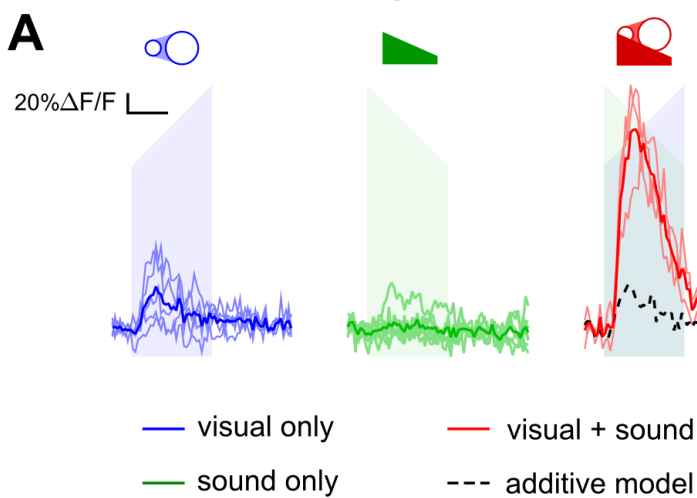 A
20%ΔF/F
visual only
visual + sound
sound only
additive model